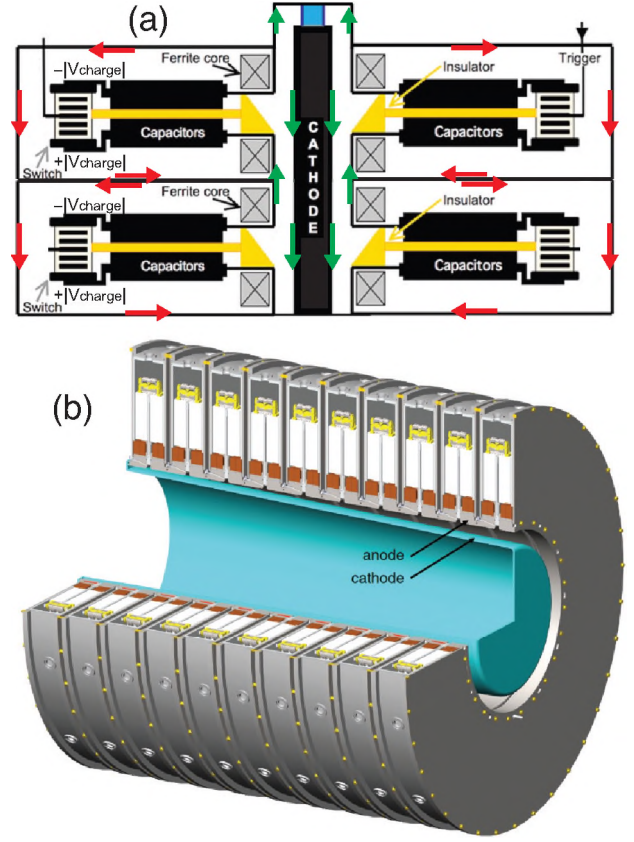 (a)
−|Vcharge|
Ferrite core
Insulator
Trigger
Capacitors
Capacitors
Switch
+|Vcharge|
CATHODE
−|Vcharge|
Ferrite core
Insulator
Capacitors
Capacitors
Switch
+|Vcharge|
(b)
anode
cathode